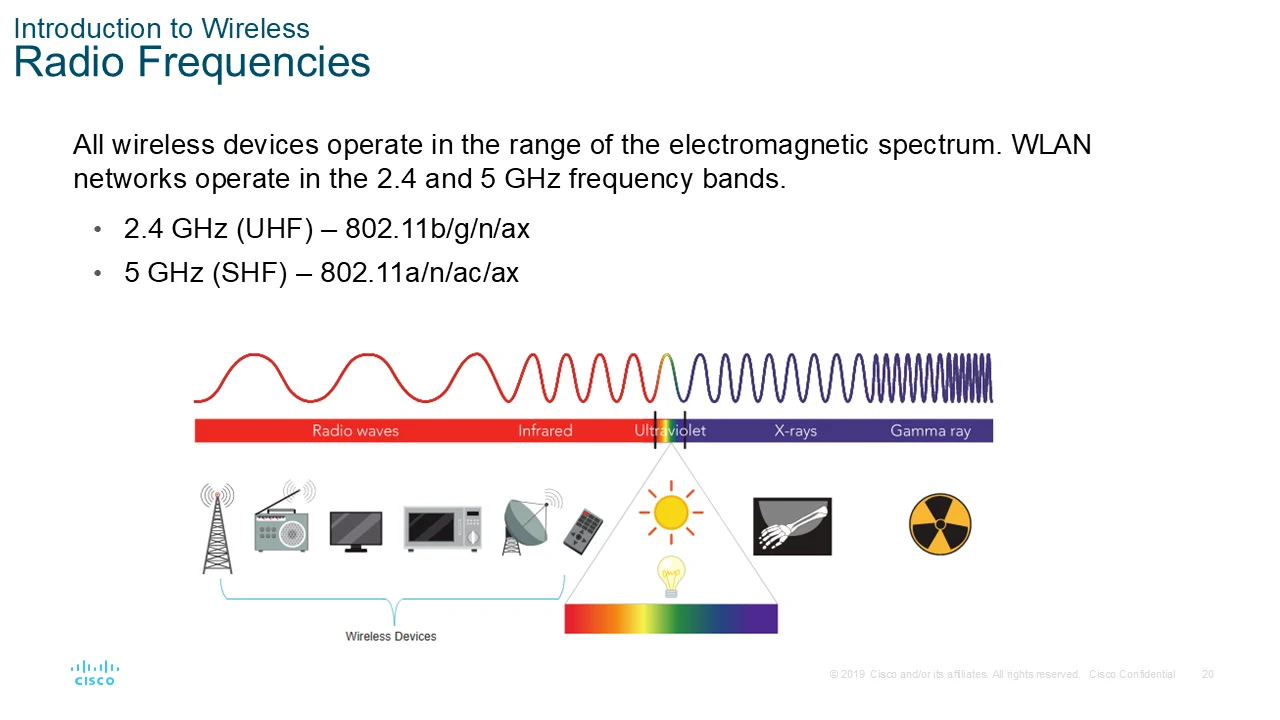 Introduction to Wireless
Radio Frequencies
All wireless devices operate in the range of the electromagnetic spectrum. WLAN
networks operate in the 2.4 and 5 GHz frequency bands.
• 2.4 GHz (UHF) – 802.11b/g/n/ax
• 5 GHz (SHF) – 802.11a/n/ac/ax
Radio waves Infrared Ultraviolet X-rays Gamma ray
Wireless Devices
CISCO
© 2019 Cisco and/or its affiliates. All rights reserved. Cisco Confidential 20